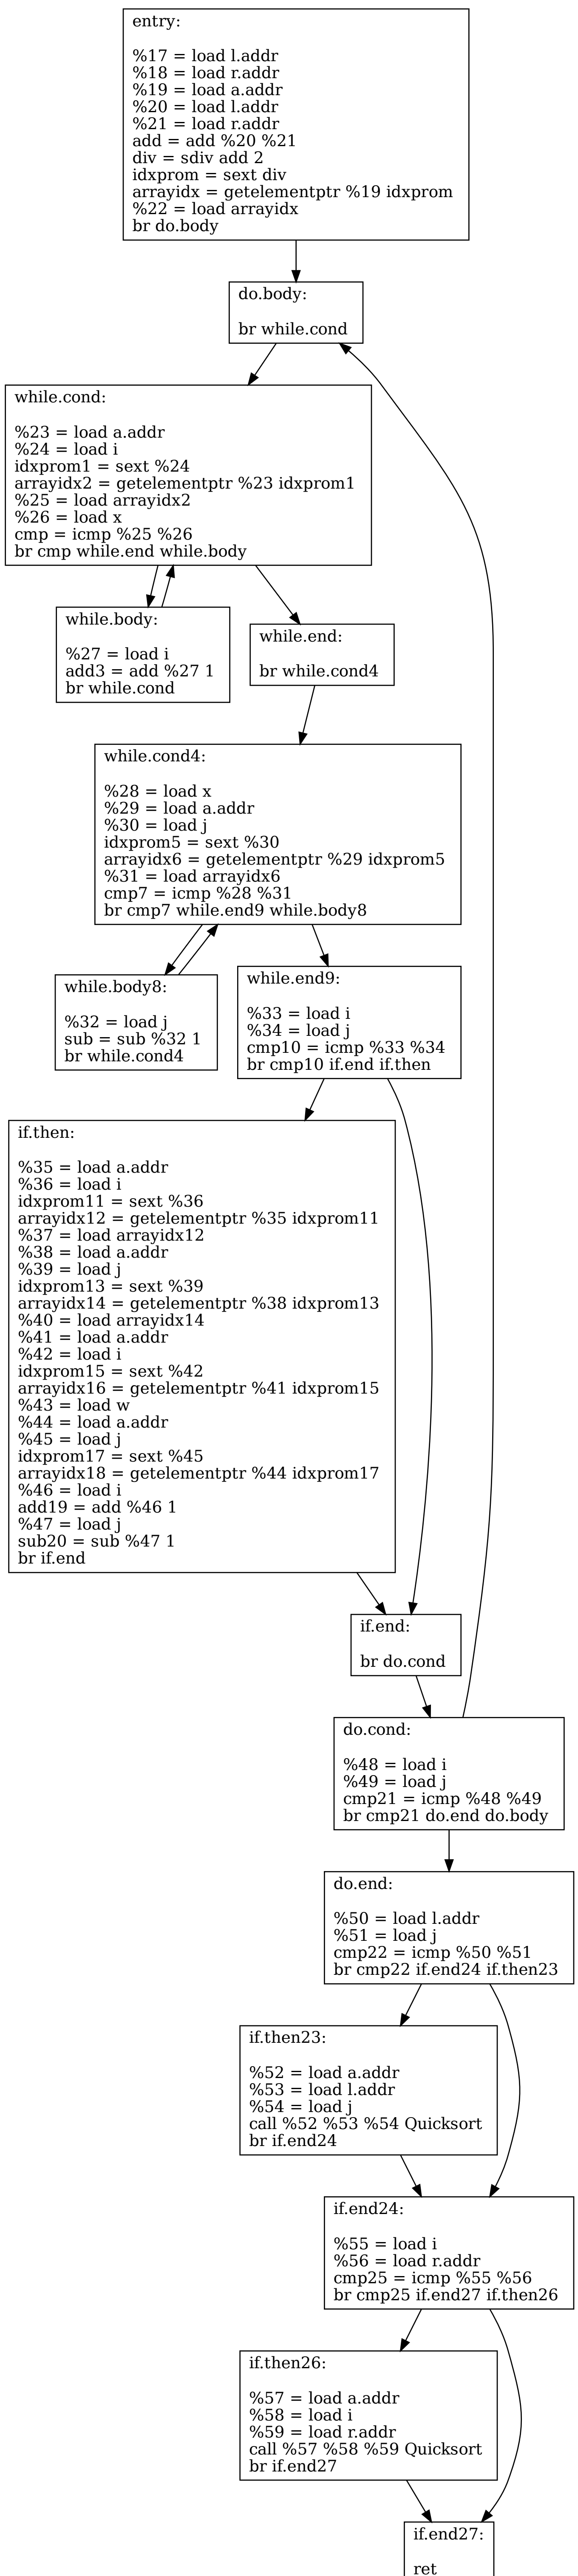 entry:
%17 = load l.addr
%18 = load r.addr
%19 = load a.addr
%20 = load l.addr
%21 = load r.addr
add = add %20 %21
div = sdiv add 2
idxprom = sext div
arrayidx = getelementptr %19 idxprom
%22 = load arrayidx
br do.body
do.body:
br while.cond
while.cond:
%23 = load a.addr
%24 = load i
idxprom1 = sext %24
arrayidx2 = getelementptr %23 idxprom1
%25 = load arrayidx2
%26 = load x
cmp = icmp %25 %26
br cmp while.end while.body
while.body:
%27 = load i
add3 = add %27 1
br while.cond
while.end:
br while.cond4
while.cond4:
%28 = load x
%29 = load a.addr
%30 = load j
idxprom5 = sext %30
arrayidx6 = getelementptr %29 idxprom5
%31 = load arrayidx6
cmp7 = icmp %28 %31
br cmp7 while.end9 while.body8
while.body8:
%32 = load j
sub = sub %32 1
br while.cond4
while.end9:
%33 = load i
%34 = load j
cmp10 = icmp %33 %34
br cmp10 if.end if.then
if.then:
%35 = load a.addr
%36 = load i
idxprom11 = sext %36
arrayidx12 = getelementptr %35 idxprom11
%37 = load arrayidx12
%38 = load a.addr
%39 = load j
idxprom13 = sext %39
arrayidx14 = getelementptr %38 idxprom13
%40 = load arrayidx14
%41 = load a.addr
%42 = load i
idxprom15 = sext %42
arrayidx16 = getelementptr %41 idxprom15
%43 = load w
%44 = load a.addr
%45 = load j
idxprom17 = sext %45
arrayidx18 = getelementptr %44 idxprom17
%46 = load i
add19 = add %46 1
%47 = load j
sub20 = sub %47 1
br if.end
if.end:
br do.cond
do.cond:
%48 = load i
%49 = load j
cmp21 = icmp %48 %49
br cmp21 do.end do.body
do.end:
%50 = load l.addr
%51 = load j
cmp22 = icmp %50 %51
br cmp22 if.end24 if.then23
if.then23:
%52 = load a.addr
%53 = load l.addr
%54 = load j
call %52 %53 %54 Quicksort
br if.end24
if.end24:
%55 = load i
%56 = load r.addr
cmp25 = icmp %55 %56
br cmp25 if.end27 if.then26
if.then26:
%57 = load a.addr
%58 = load i
%59 = load r.addr
call %57 %58 %59 Quicksort
br if.end27
if.end27:
ret